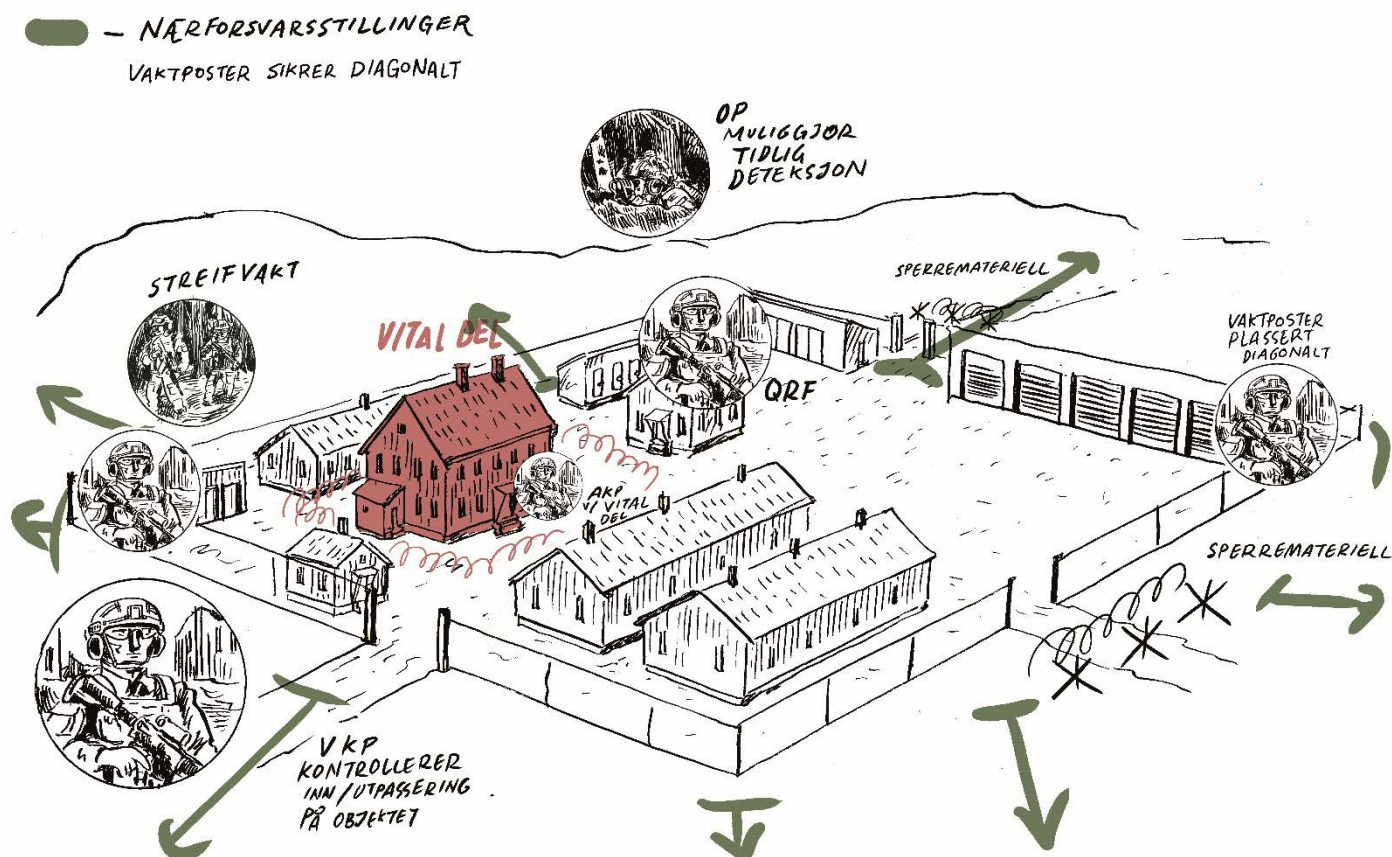 — NÆRFORSVARSSTILLINGER
VAKTPOSTER SIKRER DIAGONALT
OP
MULIGGJØR
TIDLIG
DETEKSJON
STREIFVAKT
SPERREMATERIELL
VITAL DEL
VAKTPOSTER
PLASSERT
DIAGONALT
QRF
AKP
V/ VITAL
DEL
SPERREMATERIELL
VKP
KONTROLLERER
INN/UTPASSERING
PÅ OBJEKTET